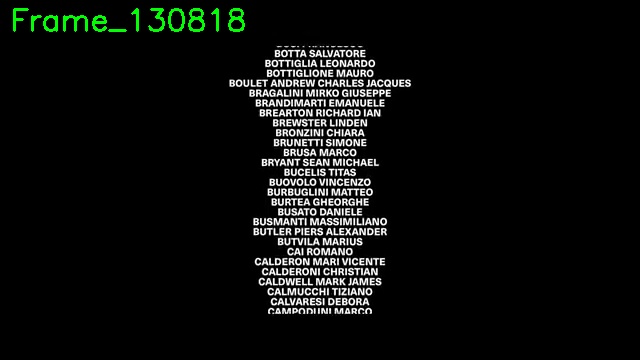 Frame_130818
BOTTA SALVATORE
BOTTIGLIA LEONARDO
BOTTIGLIONE MAURO
BOULET ANDREW CHARLES JACQUES
BRAGALINI MIRKO GIUSEPPE
BRANDIMARTI EMANUELE
BREARTON RICHARD IAN
BREWSTER LINDEN
BRONZINI CHIARA
BRUNETTI SIMONE
BRUSA MARCO
BRYANT SEAN MICHAEL
BUCELIS TITAS
BUOVOLO VINCENZO
BURBUGLINI MATTEO
BURTEA GHEORGHE
BUSATO DANIELE
BUSMANTI MASSIMILIANO
BUTLER PIERS ALEXANDER
BUTVILA MARIUS
CAI ROMANO
CALDERON MARI VICENTE
CALDERONI CHRISTIAN
CALDWELL MARK JAMES
CALMUCCHI TIZIANO
CALVARESI DEBORA
CAMPODUNI MARCO